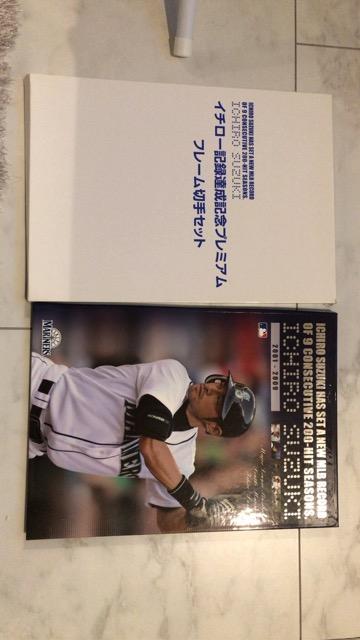 ICHIRO SUZUKI HAS SET A NEW MLB RECORD
OF 9 CONSECUTIVE 200-HIT SEASONS.
ICHIRO SUZUKI
イチロー記録達成記念プレミアム
フレーム切手セット
ICHIRO SUZUKI HAS SET A NEW MLB RECORD
OF 9 CONSECUTIVE 200-HIT SEASONS.
ICHIRO SUZUKI
2001-2009
MARINERS